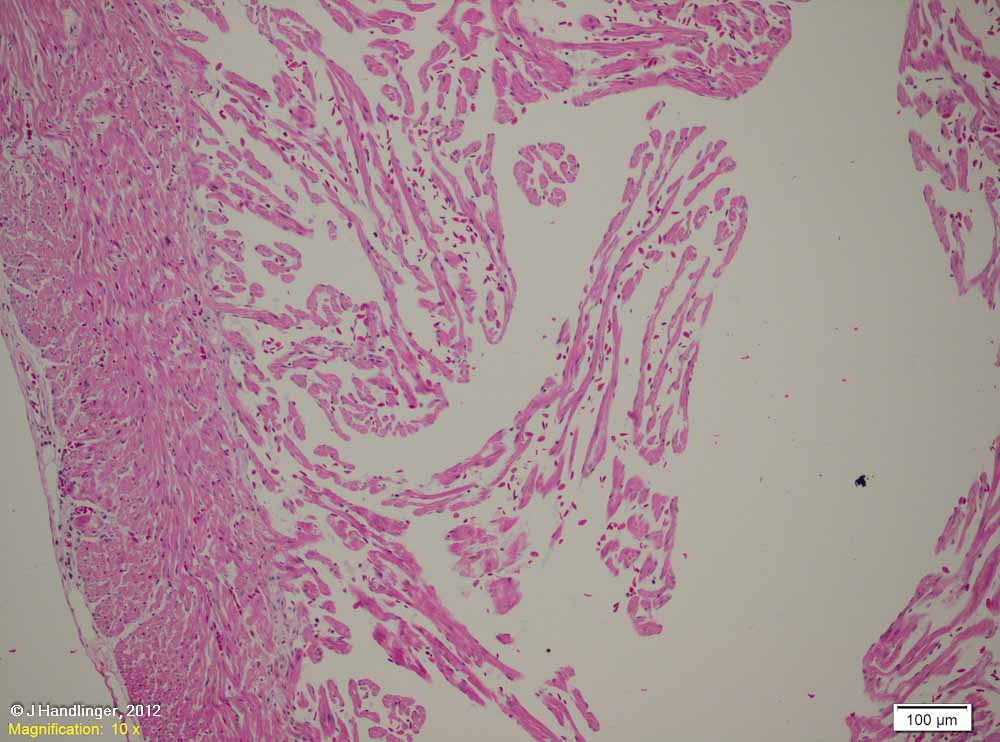 © J Handlinger, 2012
Magnification: 10 x
100 µm